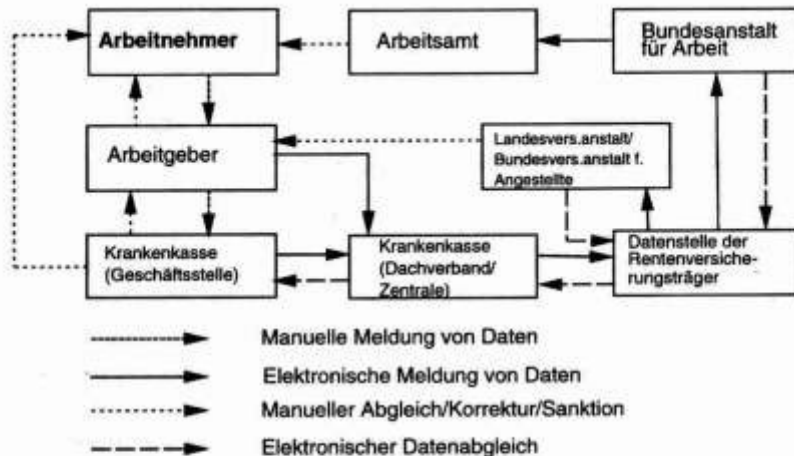 Arbeitnehmer
Arbeitsamt
Bundesanstalt
für Arbeit
Arbeitgeber
Landesvers.anstalt/
Bundesvers.anstalt f.
Angestellte
Krankenkasse
(Geschäftsstelle)
Krankenkasse
(Dachverband/
Zentrale)
Datenstelle der
Rentenversiche-
rungsträger
Manuelle Meldung von Daten
Elektronische Meldung von Daten
Manueller Abgleich/Korrektur/Sanktion
Elektronischer Datenabgleich